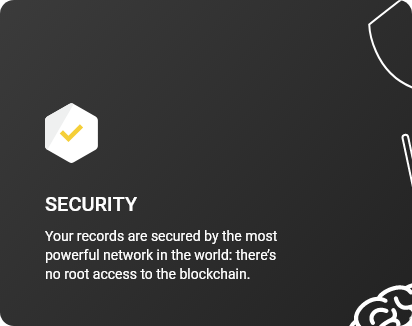 SECURITY
Your records are secured by the most
powerful network in the world: there’s
no root access to the blockchain.